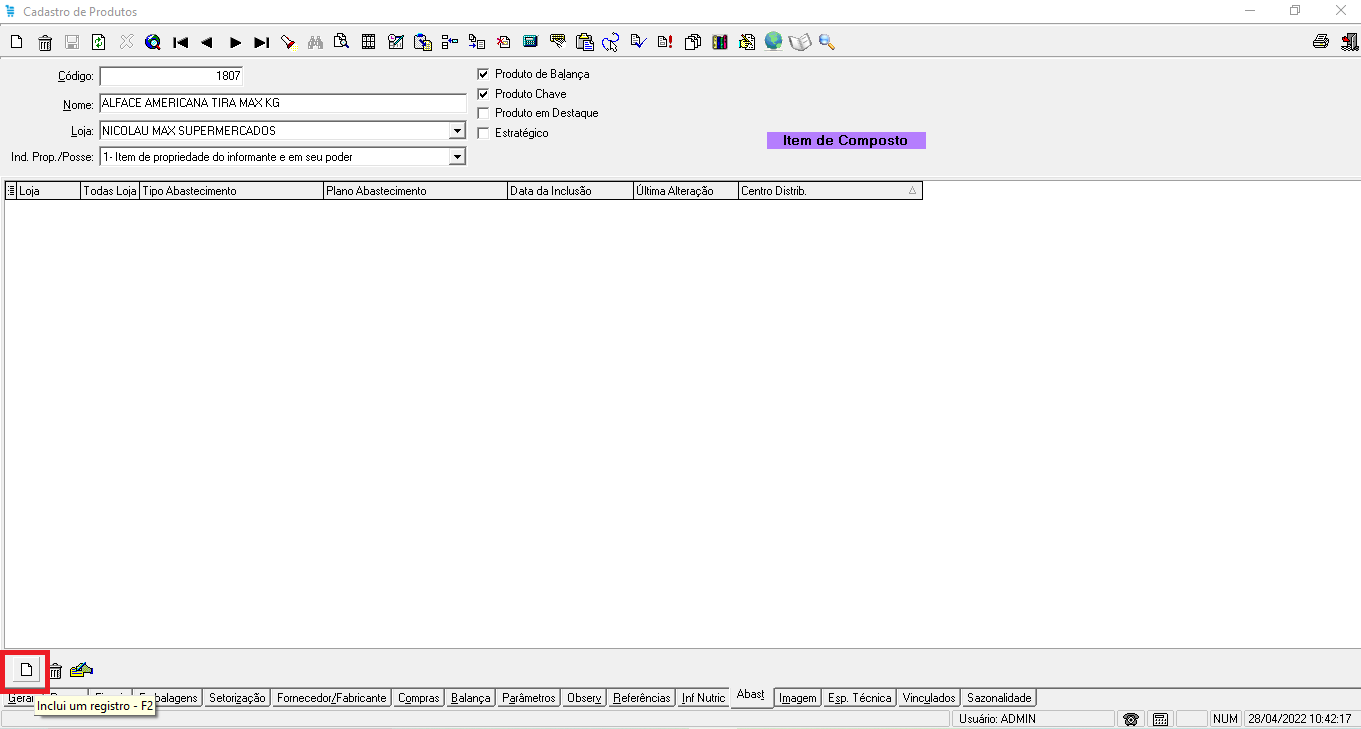 Cadastro de Produtos
Código: 1807
Nome: ALFACE AMERICANA TIRA MAX KG
Loja: NICOLAU MAX SUPERMERCADOS
Ind. Prop./Posse: 1- Item de propriedade do informante e em seu poder
Produto de Balança
Produto Chave
Produto em Destaque
Estratégico
Item de Composto
Loja Todas Loja Tipo Abastecimento Plano Abastecimento Data da Inclusão Última Alteração Centro Distrib.
Geral Setorização Fornecedor/Fabricante Compras Balança Parâmetros Observ Referências Inf Nutric Abast Imagem Esp. Técnica Vinculados Sazonalidade
Inclui um registro - F2
Usuário: ADMIN NUM 28/04/2022 10:42:17